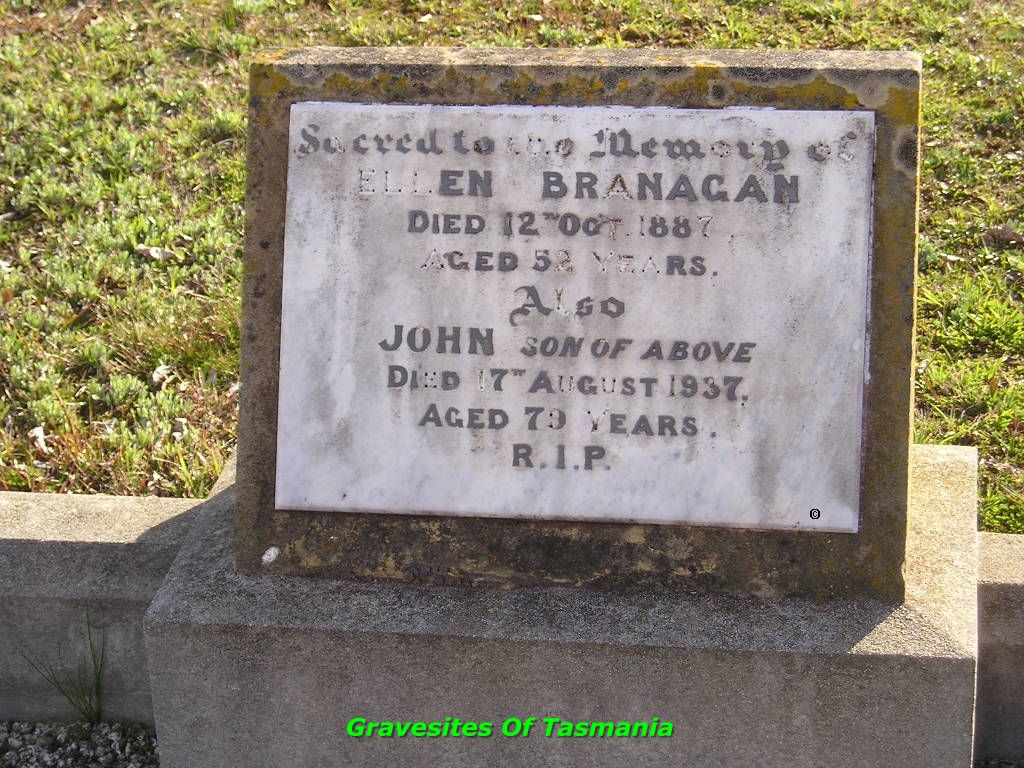 Sacred to the Memory of
ELLEN BRANAGAN
DIED 12TH OCT. 1887.
AGED 52 YEARS.
Also
JOHN SON OF ABOVE
DIED 17TH AUGUST 1937.
AGED 79 YEARS.
R.I.P.
©
Gravesites Of Tasmania